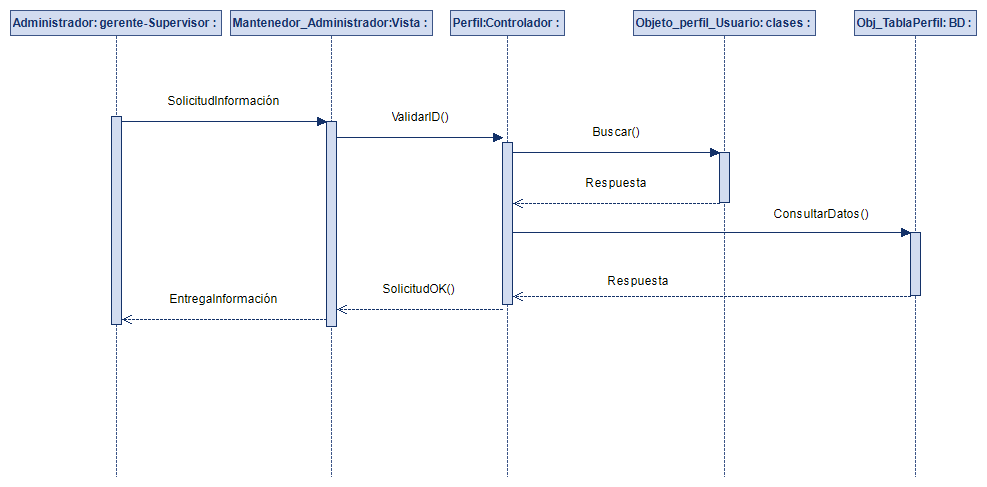 Administrador: gerente-Supervisor :
Mantenedor_Administrador:Vista :
Perfil:Controlador :
Objeto_perfil_Usuario: clases :
Obj_TablaPerfil: BD :
SolicitudInformación
ValidarID()
Buscar()
Respuesta
ConsultarDatos()
Respuesta
SolicitudOK()
EntregaInformación